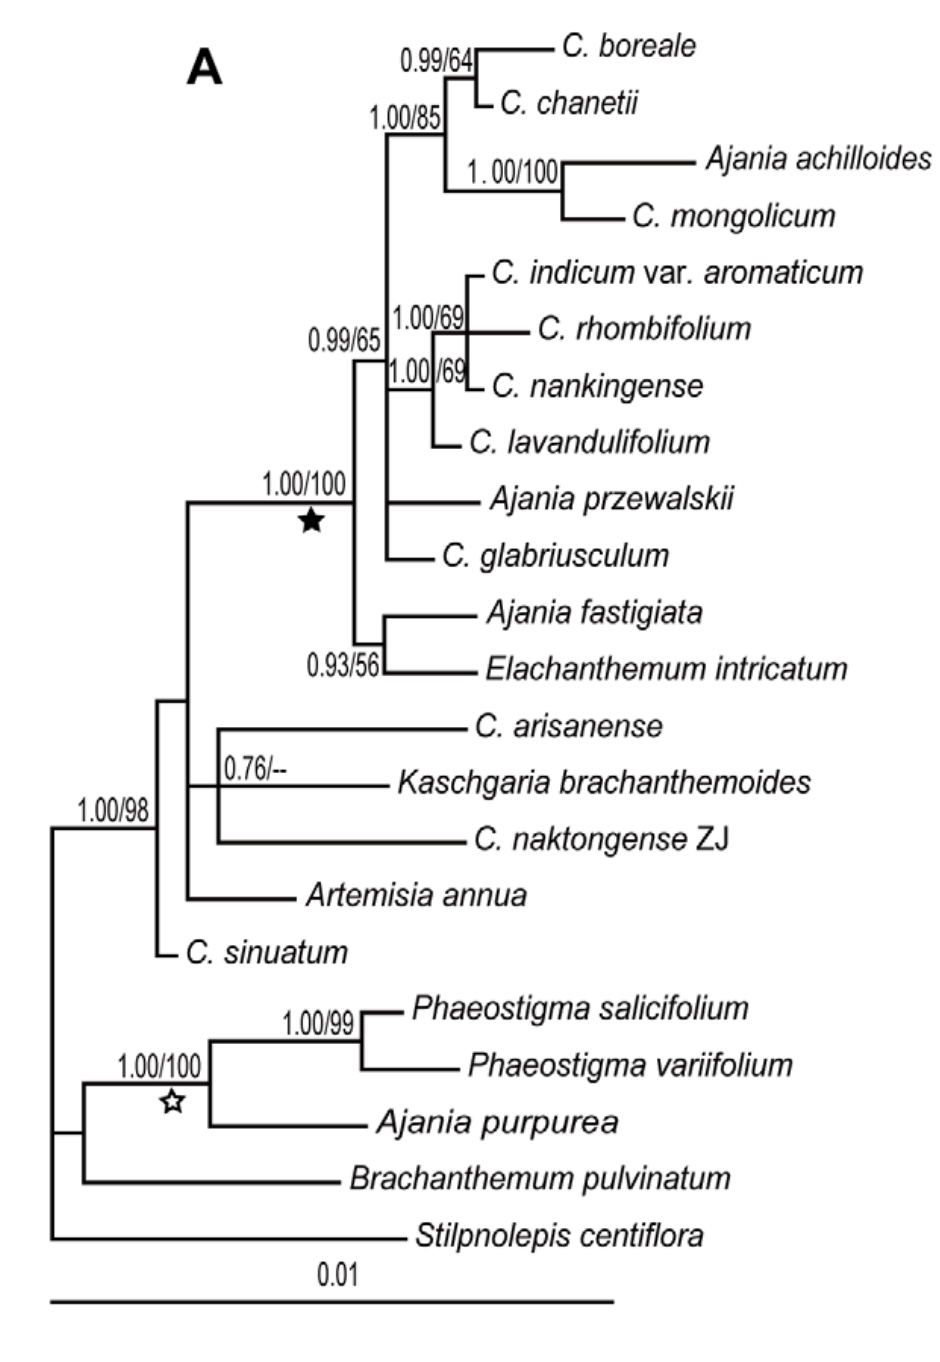 A
0.99/64
C. boreale
C. chanetii
1.00/85
1.00/100
Ajania achilloides
C. mongolicum
C. indicum var. aromaticum
1.00/69
C. rhombifolium
0.99/65
1.00/69
C. nankingense
C. lavandulifolium
1.00/100
Ajania przewalskii
C. glabriusculum
Ajania fastigiata
0.93/56
Elachanthemum intricatum
C. arisanense
0.76/--
Kaschgaria brachanthemoides
1.00/98
C. naktongense ZJ
Artemisia annua
C. sinuatum
Phaeostigma salicifolium
1.00/99
Phaeostigma variifolium
1.00/100
Ajania purpurea
Brachanthemum pulvinatum
Stilpnolepis centiflora
0.01